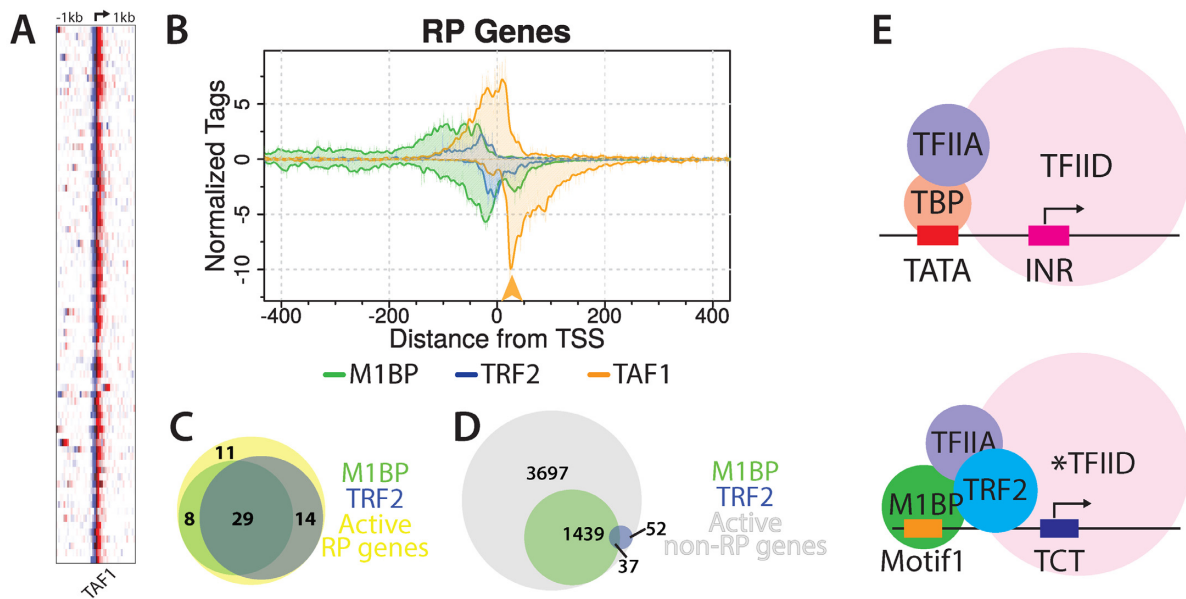 A
-1kb 1kb
TAF1
B
RP Genes
Normalized Tags
5
0
-5
-10
-400 -200 0 200 400
Distance from TSS
M1BP TRF2 TAF1
C
11
8 29 14
M1BP
TRF2
Active
RP genes
D
3697
1439
52
37
M1BP
TRF2
Active
non-RP genes
E
TFIIA
TFIID
TBP
TATA INR
TFIIA
*TFIID
M1BP TRF2
Motif1 TCT